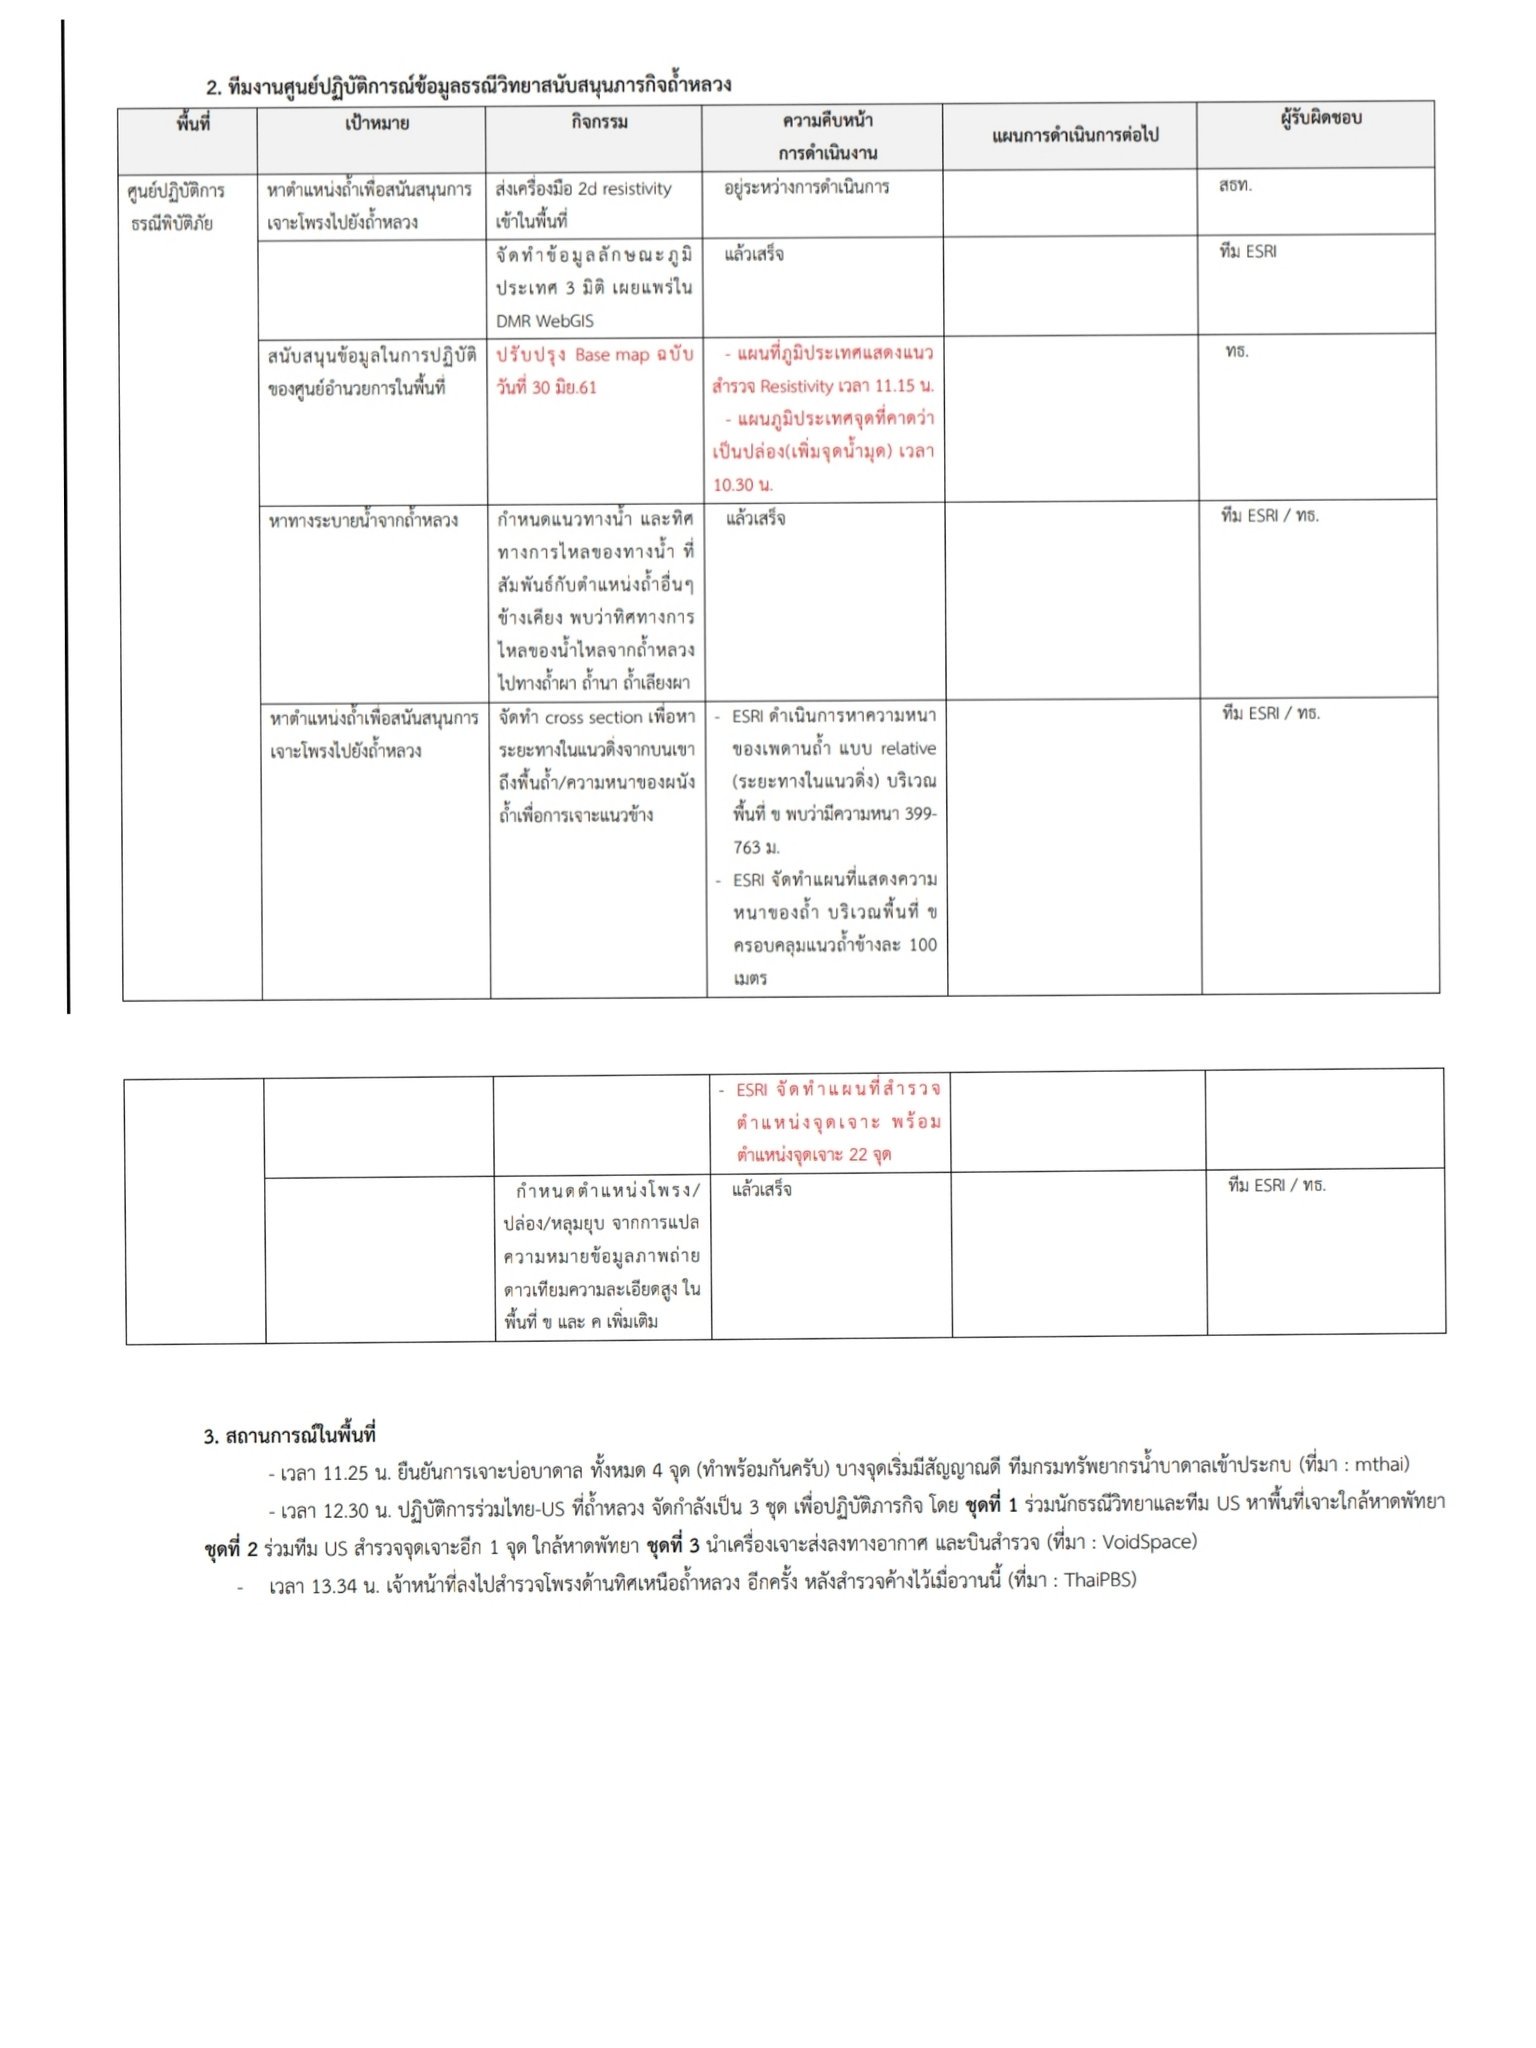 2. ทีมงานศูนย์ปฏิบัติการณ์ข้อมูลธรณีวิทยาสนับสนุนภารกิจถ้ำหลวง
พื้นที่
เป้าหมาย
กิจกรรม
ความคืบหน้า
การดำเนินงาน
แผนการดำเนินการต่อไป
ผู้รับผิดชอบ
ศูนย์ปฏิบัติการ
ธรณีพิบัติภัย
หาตำแหน่งถ้ำเพื่อสนันสนุนการ
เจาะโพรงไปยังถ้ำหลวง
ส่งเครื่องมือ 2d resistivity
เข้าในพื้นที่
อยู่ระหว่างการดำเนินการ
สธท.
จัดทำข้อมูลลักษณะภูมิ
ประเทศ 3 มิติ เผยแพร่ใน
DMR WebGIS
แล้วเสร็จ
ทีม ESRI
สนับสนุนข้อมูลในการปฏิบัติ
ของศูนย์อำนวยการในพื้นที่
ปรับปรุง Base map ฉบับ
วันที่ 30 มิย.61
- แผนที่ภูมิประเทศแสดงแนว
สำรวจ Resistivity เวลา 11.15 น.
- แผนภูมิประเทศจุดที่คาดว่า
เป็นปล่อง(เพิ่มจุดน้ำมุด) เวลา
10.30 น.
ทธ.
หาทางระบายน้ำจากถ้ำหลวง
กำหนดแนวทางน้ำ และทิศ
ทางการไหลของทางน้ำ ที่
สัมพันธ์กับตำแหน่งถ้ำอื่นๆ
ข้างเคียง พบว่าทิศทางการ
ไหลของน้ำไหลจากถ้ำหลวง
ไปทางถ้ำผา ถ้ำนา ถ้ำเลียงผา
แล้วเสร็จ
ทีม ESRI / ทธ.
หาตำแหน่งถ้ำเพื่อสนันสนุนการ
เจาะโพรงไปยังถ้ำหลวง
จัดทำ cross section เพื่อหา
ระยะทางในแนวดิ่งจากบนเขา
ถึงพื้นถ้ำ/ความหนาของผนัง
ถ้ำเพื่อการเจาะแนวข้าง
- ESRI ดำเนินการหาความหนา
ของเพดานถ้ำ แบบ relative
(ระยะทางในแนวดิ่ง) บริเวณ
พื้นที่ ข พบว่ามีความหนา 399-
763 ม.
- ESRI จัดทำแผนที่แสดงความ
หนาของถ้ำ บริเวณพื้นที่ ข
ครอบคลุมแนวถ้ำข้างละ 100
เมตร
ทีม ESRI / ทธ.
- ESRI จัดทำแผนที่สำรวจ
ตำแหน่งจุดเจาะ พร้อม
ตำแหน่งจุดเจาะ 22 จุด
กำหนดตำแหน่งโพรง/
ปล่อง/หลุมยุบ จากการแปล
ความหมายข้อมูลภาพถ่าย
ดาวเทียมความละเอียดสูง ใน
พื้นที่ ข และ ค เพิ่มเติม
แล้วเสร็จ
ทีม ESRI / ทธ.
3. สถานการณ์ในพื้นที่
- เวลา 11.25 น. ยืนยันการเจาะบ่อบาดาล ทั้งหมด 4 จุด (ทำพร้อมกันครับ) บางจุดเริ่มมีสัญญาณดี ทีมกรมทรัพยากรน้ำบาดาลเข้าประกบ (ที่มา : mthai)
- เวลา 12.30 น. ปฏิบัติการร่วมไทย-US ที่ถ้ำหลวง จัดกำลังเป็น 3 ชุด เพื่อปฏิบัติภารกิจ โดย ชุดที่ 1 ร่วมนักธรณีวิทยาและทีม US หาพื้นที่เจาะใกล้หาดพัทยา
ชุดที่ 2 ร่วมทีม US สำรวจจุดเจาะอีก 1 จุด ใกล้หาดพัทยา ชุดที่ 3 นำเครื่องเจาะส่งลงทางอากาศ และบินสำรวจ (ที่มา : VoidSpace)
- เวลา 13.34 น. เจ้าหน้าที่ลงไปสำรวจโพรงด้านทิศเหนือถ้ำหลวง อีกครั้ง หลังสำรวจค้างไว้เมื่อวานนี้ (ที่มา : ThaiPBS)